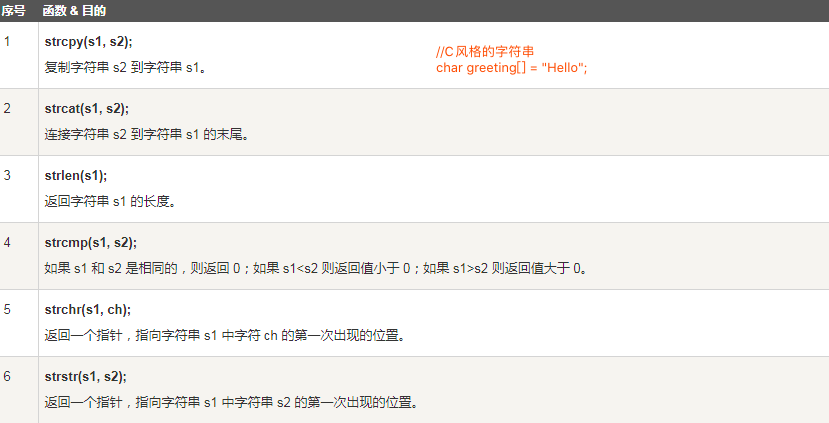 序号 函数 & 目的
1 strcpy(s1, s2);
复制字符串 s2 到字符串 s1。
//C风格的字符串
char greeting[] = "Hello";
2 strcat(s1, s2);
连接字符串 s2 到字符串 s1 的末尾。
3 strlen(s1);
返回字符串 s1 的长度。
4 strcmp(s1, s2);
如果 s1 和 s2 是相同的，则返回 0；如果 s1<s2 则返回值小于 0；如果 s1>s2 则返回值大于 0。
5 strchr(s1, ch);
返回一个指针，指向字符串 s1 中字符 ch 的第一次出现的位置。
6 strstr(s1, s2);
返回一个指针，指向字符串 s1 中字符串 s2 的第一次出现的位置。